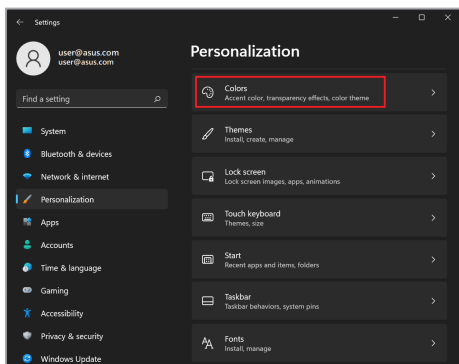 Settings
user@asus.com
user@asus.com
Find a setting
System
Bluetooth & devices
Network & internet
Personalization
Apps
Accounts
Time & language
Gaming
Accessibility
Privacy & security
Windows Update
Personalization
Colors
Accent color, transparency effects, color theme
Themes
Install, create, manage
Lock screen
Lock screen images, apps, animations
Touch keyboard
Themes, size
Start
Recent apps and items, folders
Taskbar
Taskbar behaviors, system pins
Fonts
Install, manage